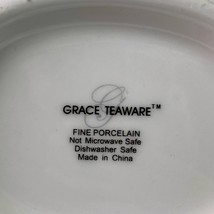 G
GRACE TEAWARE™
FINE PORCELAIN
Not Microwave Safe
Dishwasher Safe
Made in China